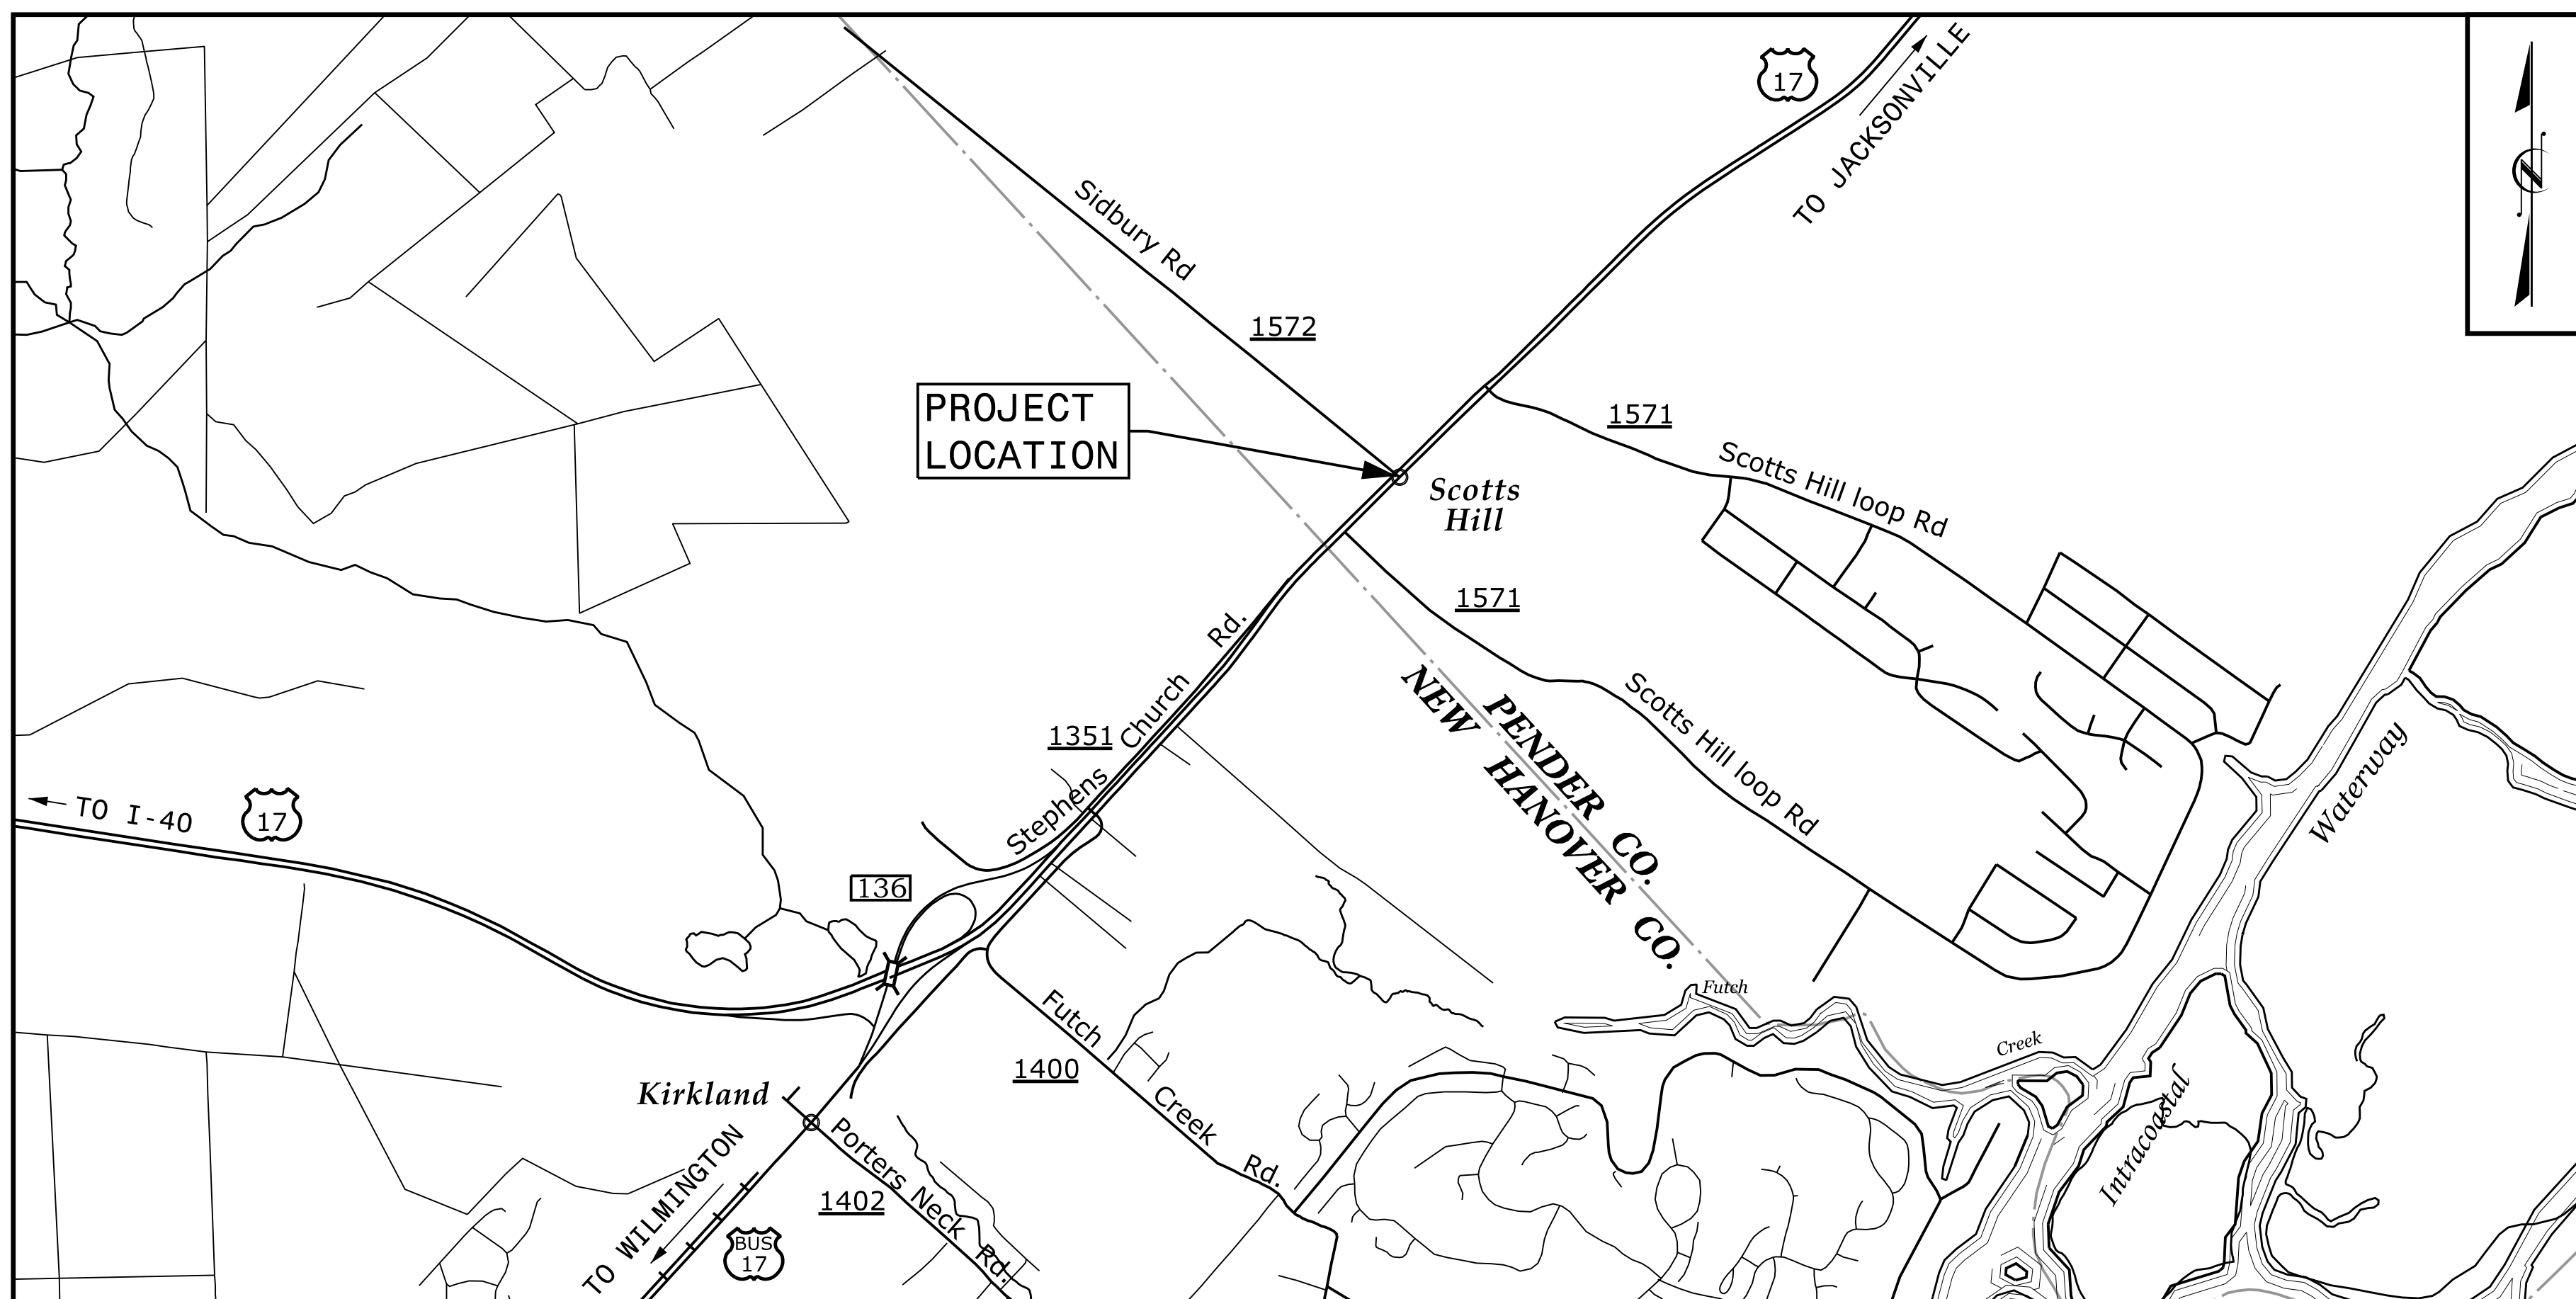 17
TO JACKSONVILLE
N
Sidbury Rd
1572
PROJECT
LOCATION
1571
Scotts Hill loop Rd
Scotts
Hill
1571
Scotts Hill loop Rd
1351
Stephens Church Rd.
PENDER CO.
NEW HANOVER CO.
Waterway
TO I-40
17
136
Futch
Creek
Kirkland
1400
Futch Creek Rd.
Intracoastal
TO WILMINGTON
Porters Neck Rd.
1402
BUS
17